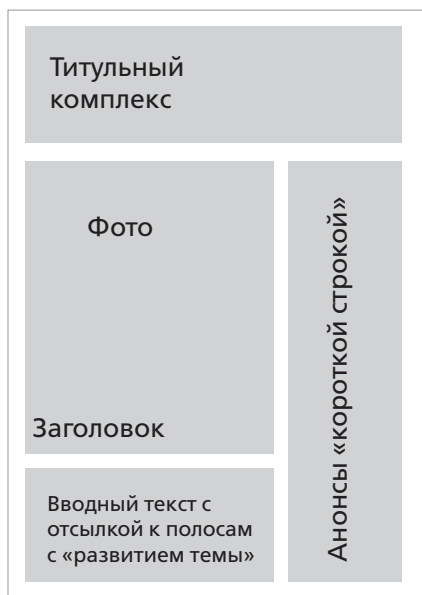 Титульный
комплекс
Фото
Заголовок
Вводный текст с
отсылкой к полосам
с «развитием темы»
Анонсы «короткой строкой»